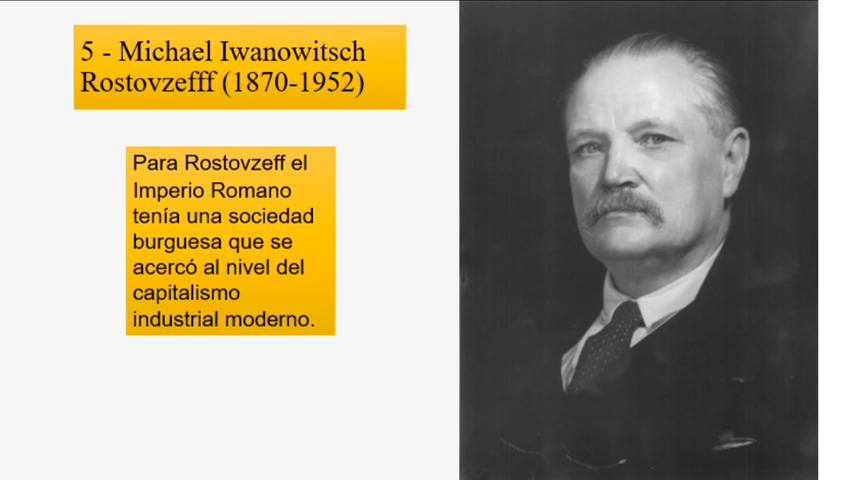 5 - Michael Iwanowitsch
Rostovzefff (1870-1952)
Para Rostovzeff el
Imperio Romano
tenía una sociedad
burguesa que se
acercó al nivel del
capitalismo
industrial moderno.